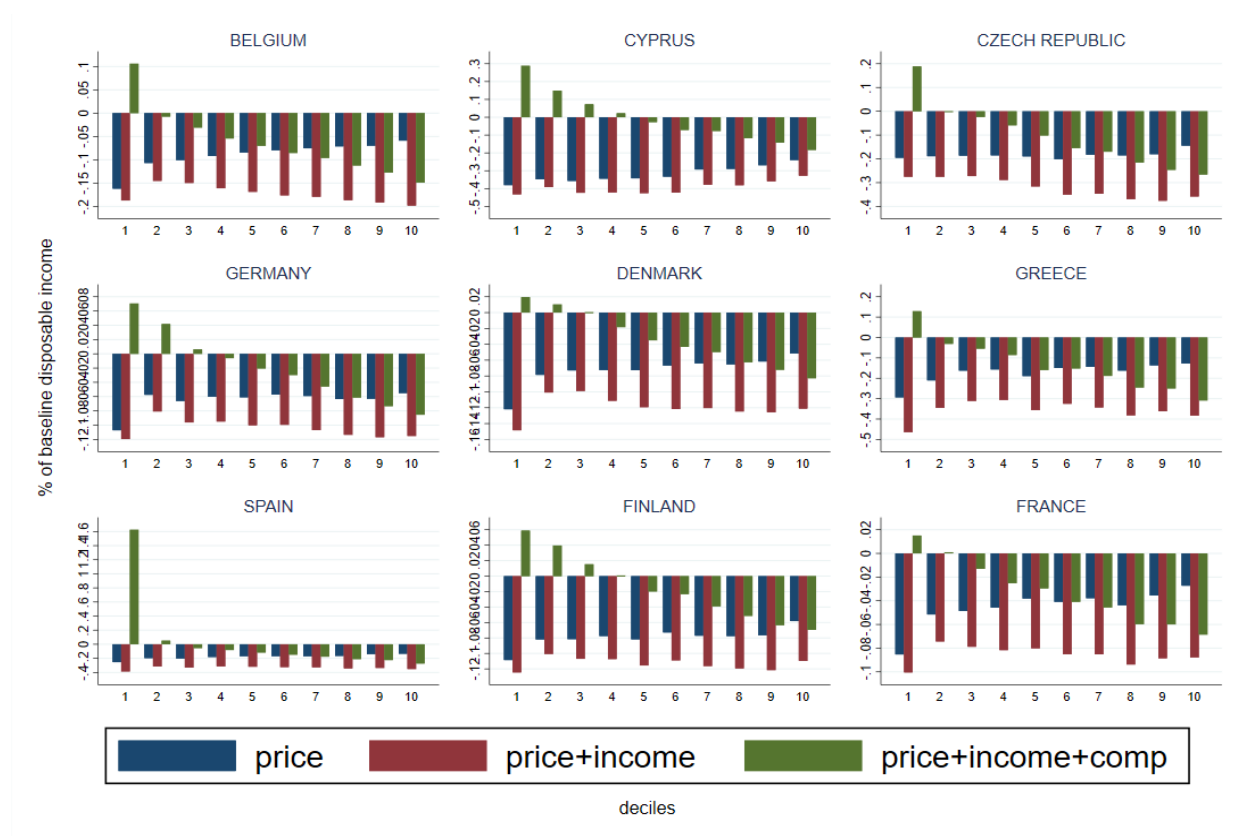 % of baseline disposable income
BELGIUM
.1
.05
0
-.05
-.1
-.15
-.2
1 2 3 4 5 6 7 8 9 10
CYPRUS
.3
.2
.1
0
-.1
-.2
-.3
-.4
-.5
1 2 3 4 5 6 7 8 9 10
CZECH REPUBLIC
.2
.1
0
-.1
-.2
-.3
-.4
1 2 3 4 5 6 7 8 9 10
GERMANY
1 2 3 4 5 6 7 8 9 10
DENMARK
1 2 3 4 5 6 7 8 9 10
GREECE
.2
.1
0
-.1
-.2
-.3
-.4
-.5
1 2 3 4 5 6 7 8 9 10
SPAIN
1 2 3 4 5 6 7 8 9 10
FINLAND
1 2 3 4 5 6 7 8 9 10
FRANCE
.02
0
-.02
-.04
-.06
-.08
-.1
1 2 3 4 5 6 7 8 9 10
price
price+income
price+income+comp
deciles